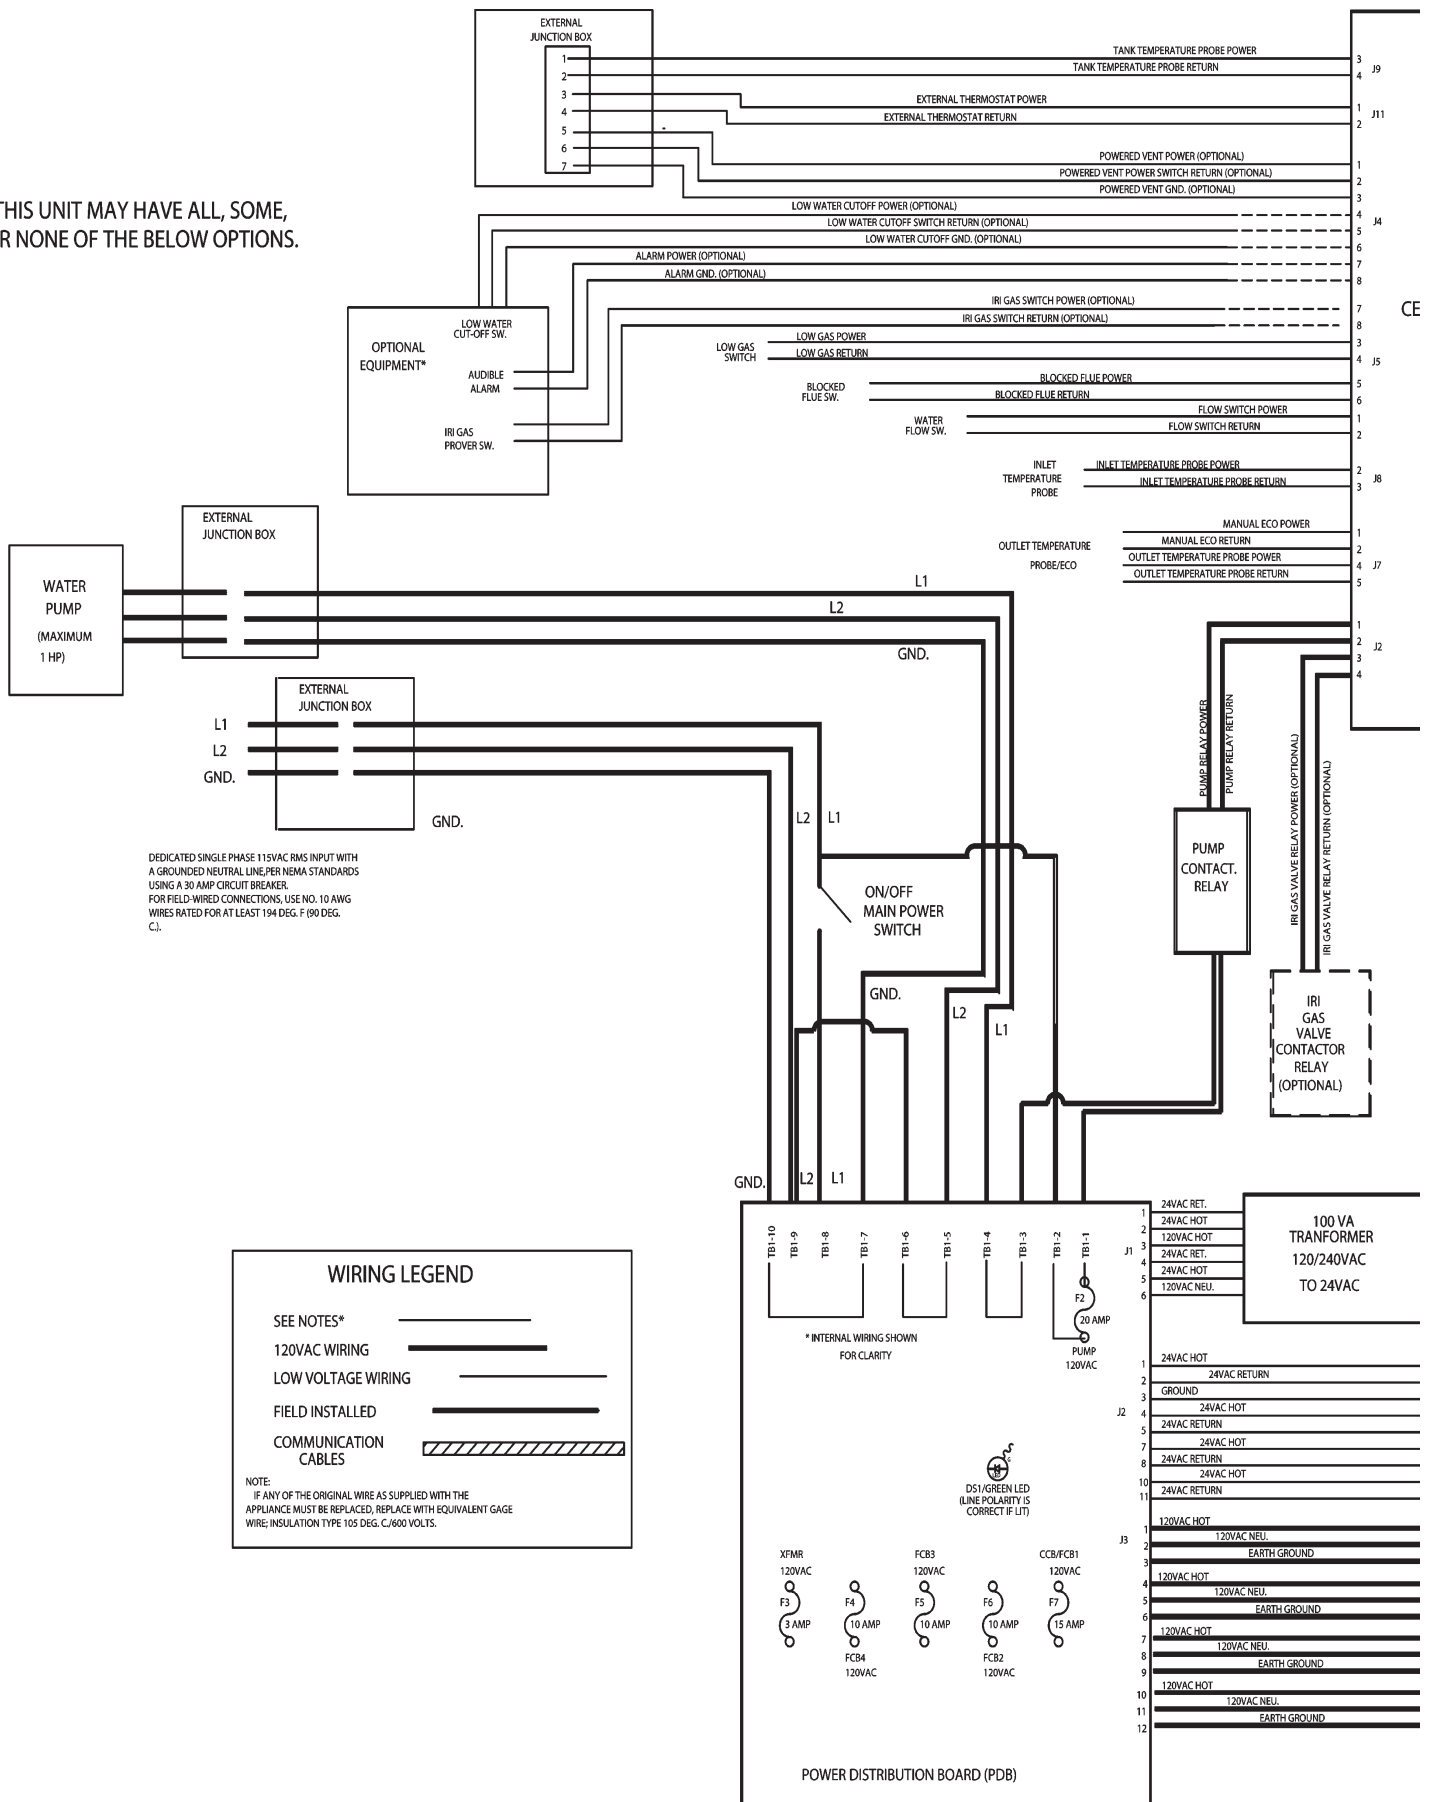 EXTERNAL
JUNCTION BOX
1
2
3
4
5
6
7
TANK TEMPERATURE PROBE POWER
TANK TEMPERATURE PROBE RETURN
EXTERNAL THERMOSTAT POWER
EXTERNAL THERMOSTAT RETURN
*
POWERED VENT POWER (OPTIONAL)
POWERED VENT POWER SWITCH RETURN (OPTIONAL)
POWERED VENT GND. (OPTIONAL)
LOW WATER CUTOFF POWER (OPTIONAL)
LOW WATER CUTOFF SWITCH RETURN (OPTIONAL)
LOW WATER CUTOFF GND. (OPTIONAL)
ALARM POWER (OPTIONAL)
ALARM GND. (OPTIONAL)
IRI GAS SWITCH POWER (OPTIONAL)
IRI GAS SWITCH RETURN (OPTIONAL)
3
4
J9
1
2
J11
1
2
3
4
5
6
7
8
J4
7
8
3
4
5
6
1
2
J5
2
3
J8
1
2
4
5
J7
1
2
3
4
J2
CE
THIS UNIT MAY HAVE ALL, SOME,
R NONE OF THE BELOW OPTIONS.
OPTIONAL
EQUIPMENT*
LOW WATER
CUT-OFF SW.
AUDIBLE
ALARM
IRI GAS
PROVER SW.
LOW GAS
SWITCH
LOW GAS POWER
LOW GAS RETURN
BLOCKED
FLUE SW.
BLOCKED FLUE POWER
BLOCKED FLUE RETURN
WATER
FLOW SW.
FLOW SWITCH POWER
FLOW SWITCH RETURN
INLET
TEMPERATURE
PROBE
INLET TEMPERATURE PROBE POWER
INLET TEMPERATURE PROBE RETURN
OUTLET TEMPERATURE
PROBE/ECO
MANUAL ECO POWER
MANUAL ECO RETURN
OUTLET TEMPERATURE PROBE POWER
OUTLET TEMPERATURE PROBE RETURN
EXTERNAL
JUNCTION BOX
WATER
PUMP
(MAXIMUM
1 HP)
L1
L2
GND.
EXTERNAL
JUNCTION BOX
L1
L2
GND.
GND.
DEDICATED SINGLE PHASE 115VAC RMS INPUT WITH
A GROUNDED NEUTRAL LINE,PER NEMA STANDARDS
USING A 30 AMP CIRCUIT BREAKER.
FOR FIELD-WIRED CONNECTIONS, USE NO. 10 AWG
WIRES RATED FOR AT LEAST 194 DEG. F (90 DEG.
C.).
L2 L1
ON/OFF
MAIN POWER
SWITCH
GND.
L2
L1
PUMP RELAY POWER
PUMP RELAY RETURN
PUMP
CONTACT.
RELAY
IRI GAS VALVE RELAY POWER (OPTIONAL)
IRI GAS VALVE RELAY RETURN (OPTIONAL)
IRI
GAS
VALVE
CONTACTOR
RELAY
(OPTIONAL)
GND. L2 L1
TB1-10
TB1-9
TB1-8
TB1-7
TB1-6
TB1-5
TB1-4
TB1-3
TB1-2
TB1-1
F2
20 AMP
PUMP
120VAC
* INTERNAL WIRING SHOWN
FOR CLARITY
J1
1
2
3
4
5
6
24VAC RET.
24VAC HOT
120VAC HOT
24VAC RET.
24VAC HOT
120VAC NEU.
100 VA
TRANFORMER
120/240VAC
TO 24VAC
WIRING LEGEND
SEE NOTES*
120VAC WIRING
LOW VOLTAGE WIRING
FIELD INSTALLED
COMMUNICATION
CABLES
NOTE:
IF ANY OF THE ORIGINAL WIRE AS SUPPLIED WITH THE
APPLIANCE MUST BE REPLACED, REPLACE WITH EQUIVALENT GAGE
WIRE; INSULATION TYPE 105 DEG. C./600 VOLTS.
J2
1
2
3
4
5
7
8
10
11
24VAC HOT
24VAC RETURN
GROUND
24VAC HOT
24VAC RETURN
24VAC HOT
24VAC RETURN
24VAC HOT
24VAC RETURN
DS1/GREEN LED
(LINE POLARITY IS
CORRECT IF LIT)
J3
1
2
3
4
5
6
7
8
9
10
11
12
120VAC HOT
120VAC NEU.
EARTH GROUND
120VAC HOT
120VAC NEU.
EARTH GROUND
120VAC HOT
120VAC NEU.
EARTH GROUND
120VAC HOT
120VAC NEU.
EARTH GROUND
XFMR
120VAC
F3
3 AMP
F4
10 AMP
FCB4
120VAC
FCB3
120VAC
F5
10 AMP
F6
10 AMP
FCB2
120VAC
CCB/FCB1
120VAC
F7
15 AMP
POWER DISTRIBUTION BOARD (PDB)